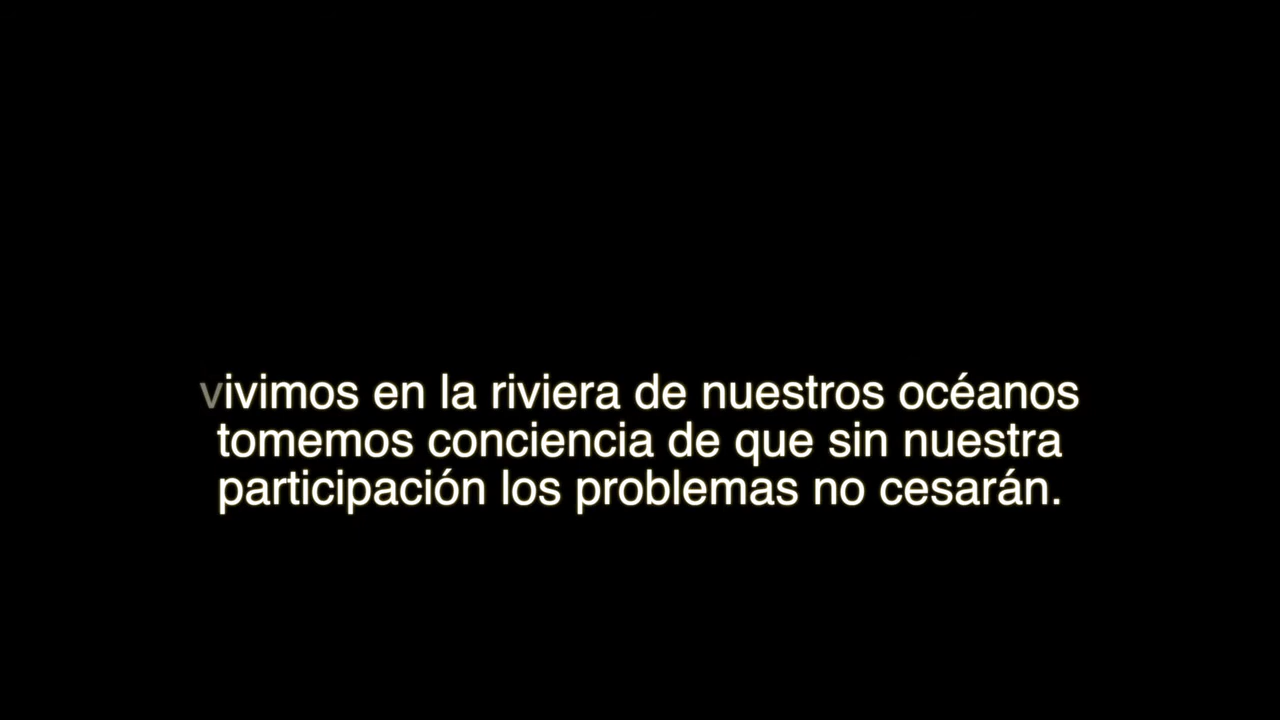 vivimos en la riviera de nuestros océanos
tomemos conciencia de que sin nuestra
participación los problemas no cesarán.